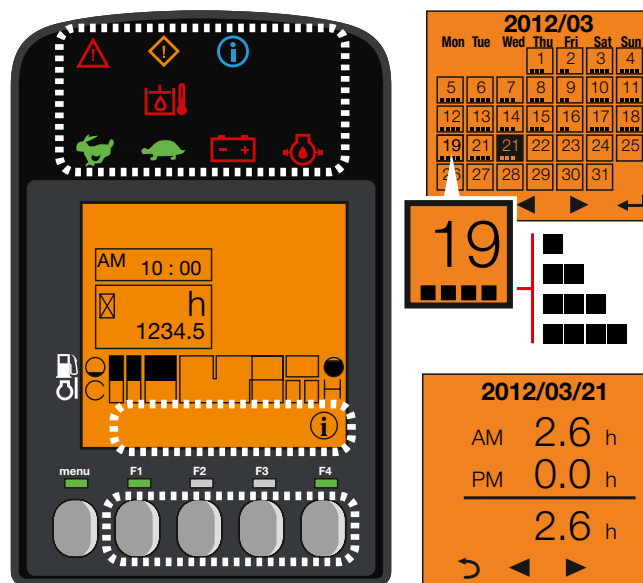 AM 10:00
h
1234.5
C H
menu F1 F2 F3 F4
2012/03
Mon Tue Wed Thu Fri Sat Sun
1 2 3 4
5 6 7 8 9 10 11
12 13 14 15 16 17 18
19 21 21 22 23 24 25
26 27 28 29 30 31
19
2012/03/21
AM 2.6 h
PM 0.0 h
2.6 h